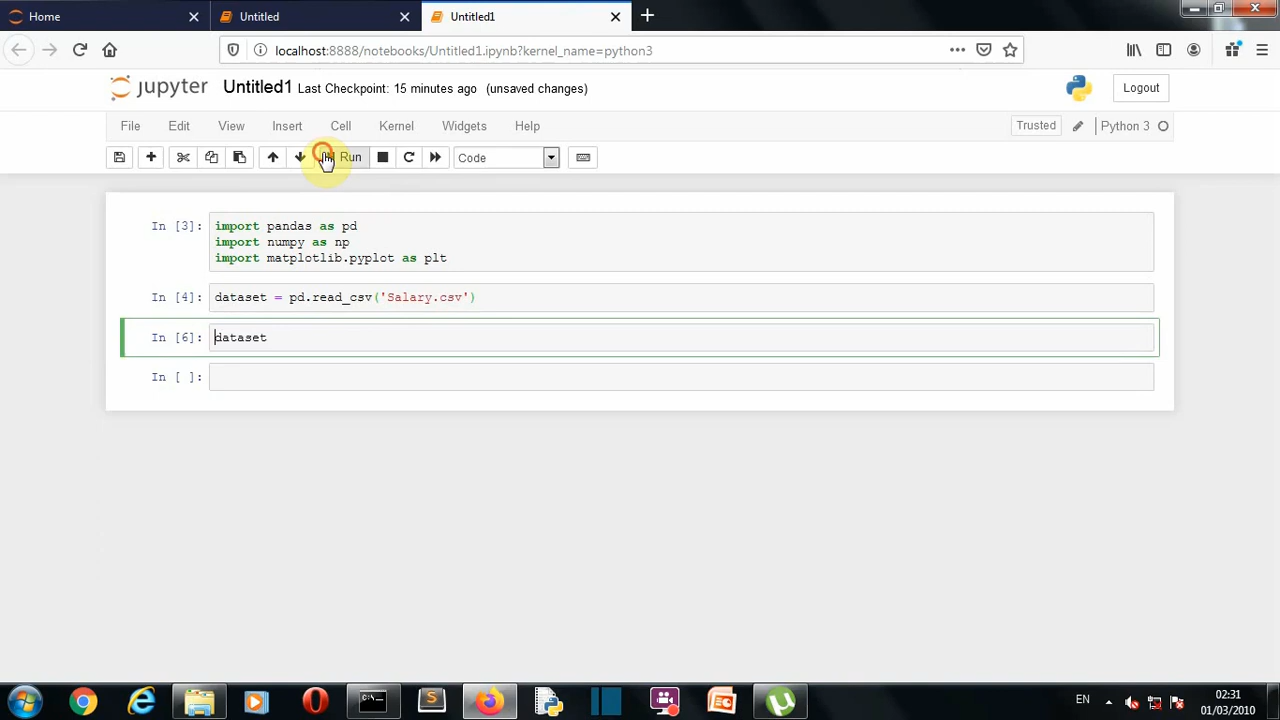 Home
Untitled
Untitled1
localhost:8888/notebooks/Untitled1.ipynb?kernel_name=python3
jupyter Untitled1 Last Checkpoint: 15 minutes ago (unsaved changes)
Logout
File Edit View Insert Cell Kernel Widgets Help
Trusted Python 3
Run Code
In [3]: import pandas as pd
import numpy as np
import matplotlib.pyplot as plt
In [4]: dataset = pd.read_csv('Salary.csv')
In [6]: dataset
In [ ]:
EN
02:31
01/03/2010